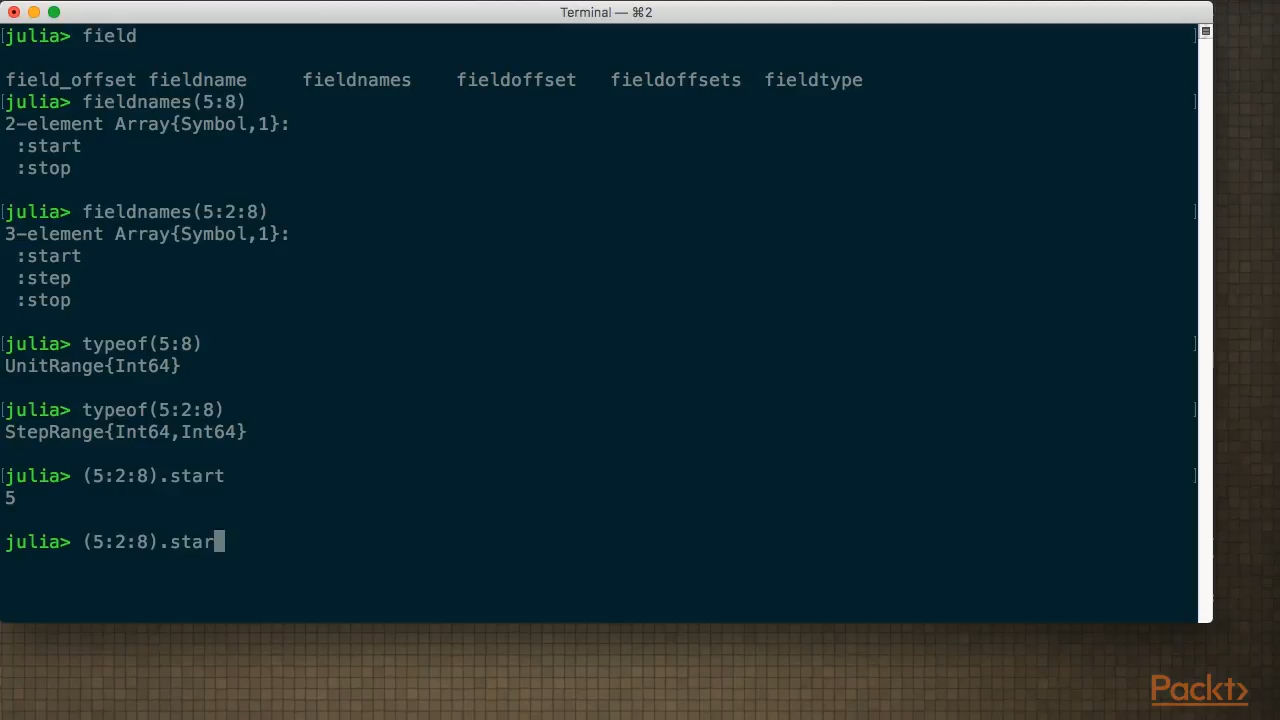 Terminal — ⌘2
julia> field
field_offset fieldname fieldnames fieldoffset fieldoffsets fieldtype
julia> fieldnames(5:8)
2-element Array{Symbol,1}:
:start
:stop
julia> fieldnames(5:2:8)
3-element Array{Symbol,1}:
:start
:step
:stop
julia> typeof(5:8)
UnitRange{Int64}
julia> typeof(5:2:8)
StepRange{Int64,Int64}
julia> (5:2:8).start
5
julia> (5:2:8).star
Packt>